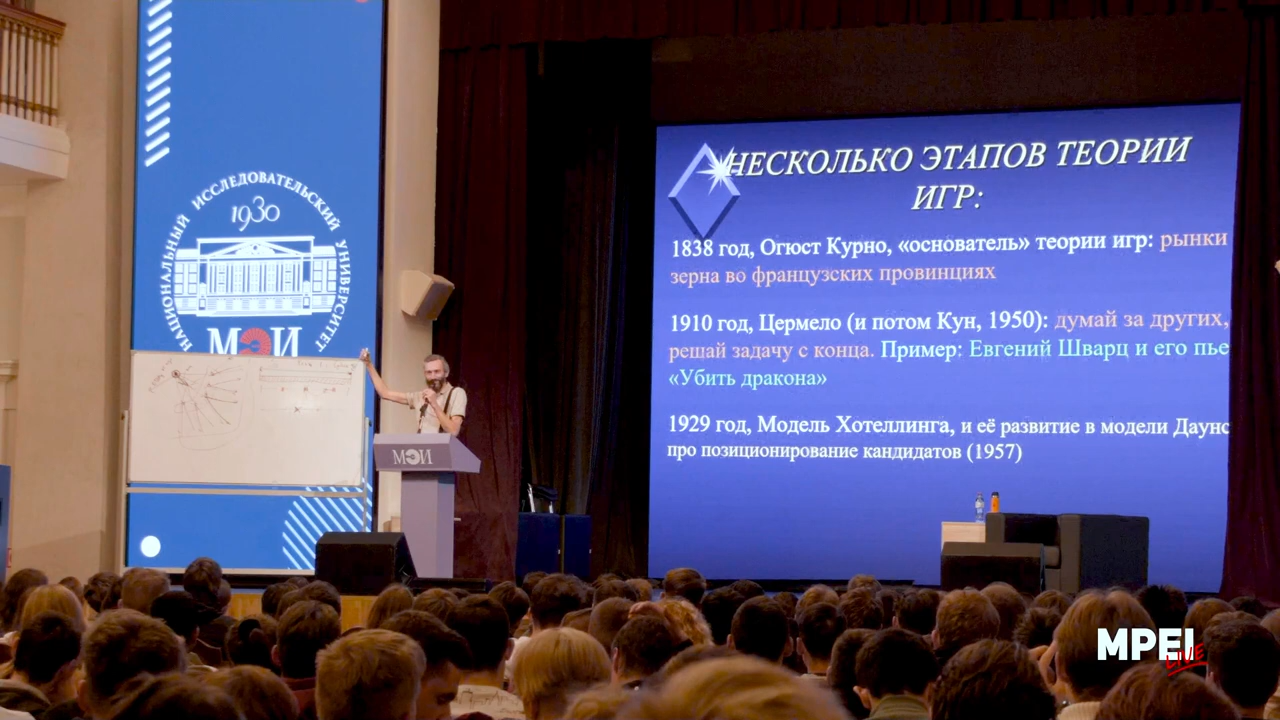 НАЦИОНАЛЬНЫЙ ИССЛЕДОВАТЕЛЬСКИЙ УНИВЕРСИТЕТ
1930
МЭИ
МЭИ
НЕСКОЛЬКО ЭТАПОВ ТЕОРИИ
ИГР:
1838 год, Огюст Курно, «основатель» теории игр: рынки
зерна во французских провинциях
1910 год, Цермело (и потом Кун, 1950): думай за других,
решай задачу с конца. Пример: Евгений Шварц и его пье
«Убить дракона»
1929 год, Модель Хотеллинга, и её развитие в модели Даунс
про позиционирование кандидатов (1957)
MPEI
LIVE